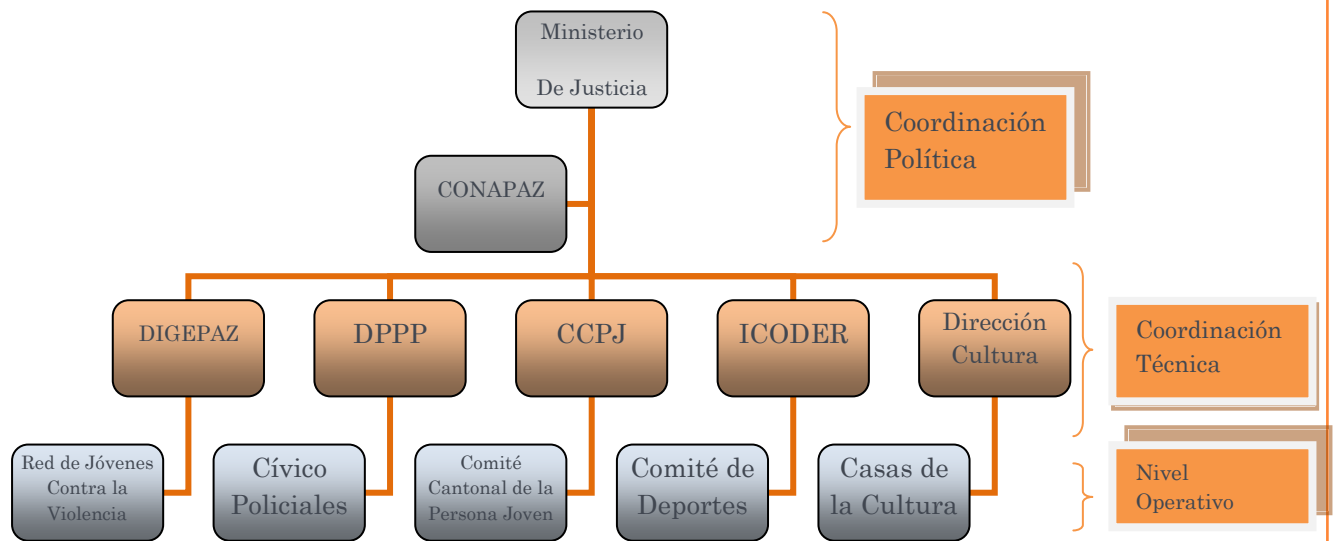 Ministerio
De Justicia
Coordinación
Política
CONAPAZ
DIGEPAZ
DPPP
CCPJ
ICODER
Dirección
Cultura
Coordinación
Técnica
Red de Jóvenes
Contra la
Violencia
Cívico
Policiales
Comité
Cantonal de la
Persona Joven
Comité de
Deportes
Casas de
la Cultura
Nivel
Operativo